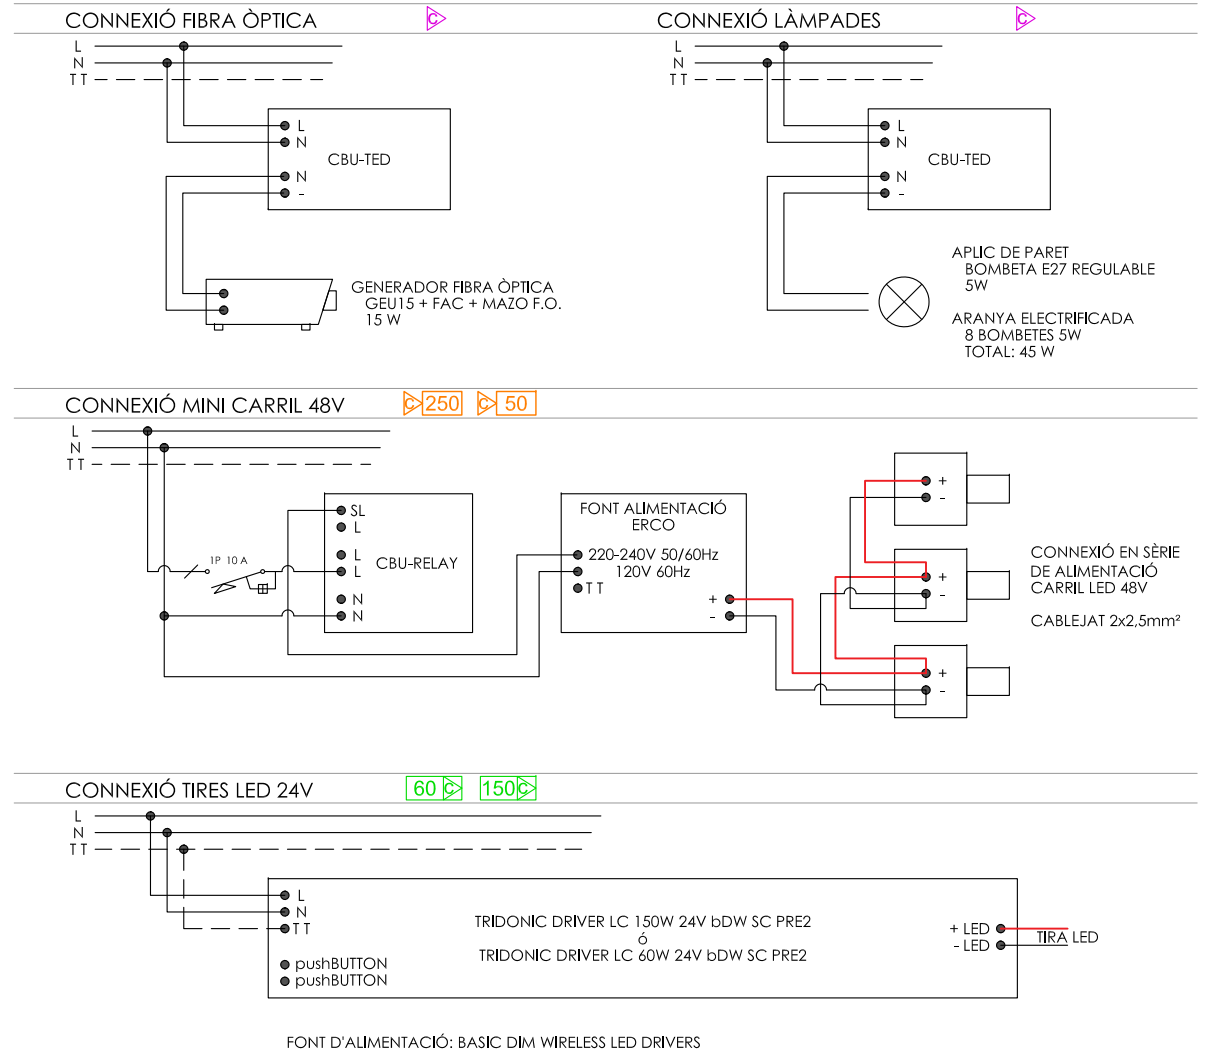 CONNEXIÓ FIBRA ÒPTICA
C
L
N
TT
L
N
CBU-TED
N
-
GENERADOR FIBRA ÒPTICA
GEU15 + FAC + MAZO F.O.
15 W
CONNEXIÓ LÀMPADES
C
L
N
TT
L
N
CBU-TED
N
-
APLIC DE PARET
BOMBETA E27 REGULABLE
5W
ARANYA ELECTRIFICADA
8 BOMBETES 5W
TOTAL: 45 W
CONNEXIÓ MINI CARRIL 48V
C 250
C 50
L
N
TT
1P 10 A
SL
L
L
L
N
N
CBU-RELAY
FONT ALIMENTACIÓ
ERCO
220-240V 50/60Hz
120V 60Hz
TT
+
-
+
-
+
-
+
-
CONNEXIÓ EN SÈRIE
DE ALIMENTACIÓ
CARRIL LED 48V
CABLEJAT 2x2,5mm²
CONNEXIÓ TIRES LED 24V
60 C
150 C
L
N
TT
L
N
TT
pushBUTTON
pushBUTTON
TRIDONIC DRIVER LC 150W 24V bDW SC PRE2
ó
TRIDONIC DRIVER LC 60W 24V bDW SC PRE2
+ LED
- LED
TIRA LED
FONT D'ALIMENTACIÓ: BASIC DIM WIRELESS LED DRIVERS